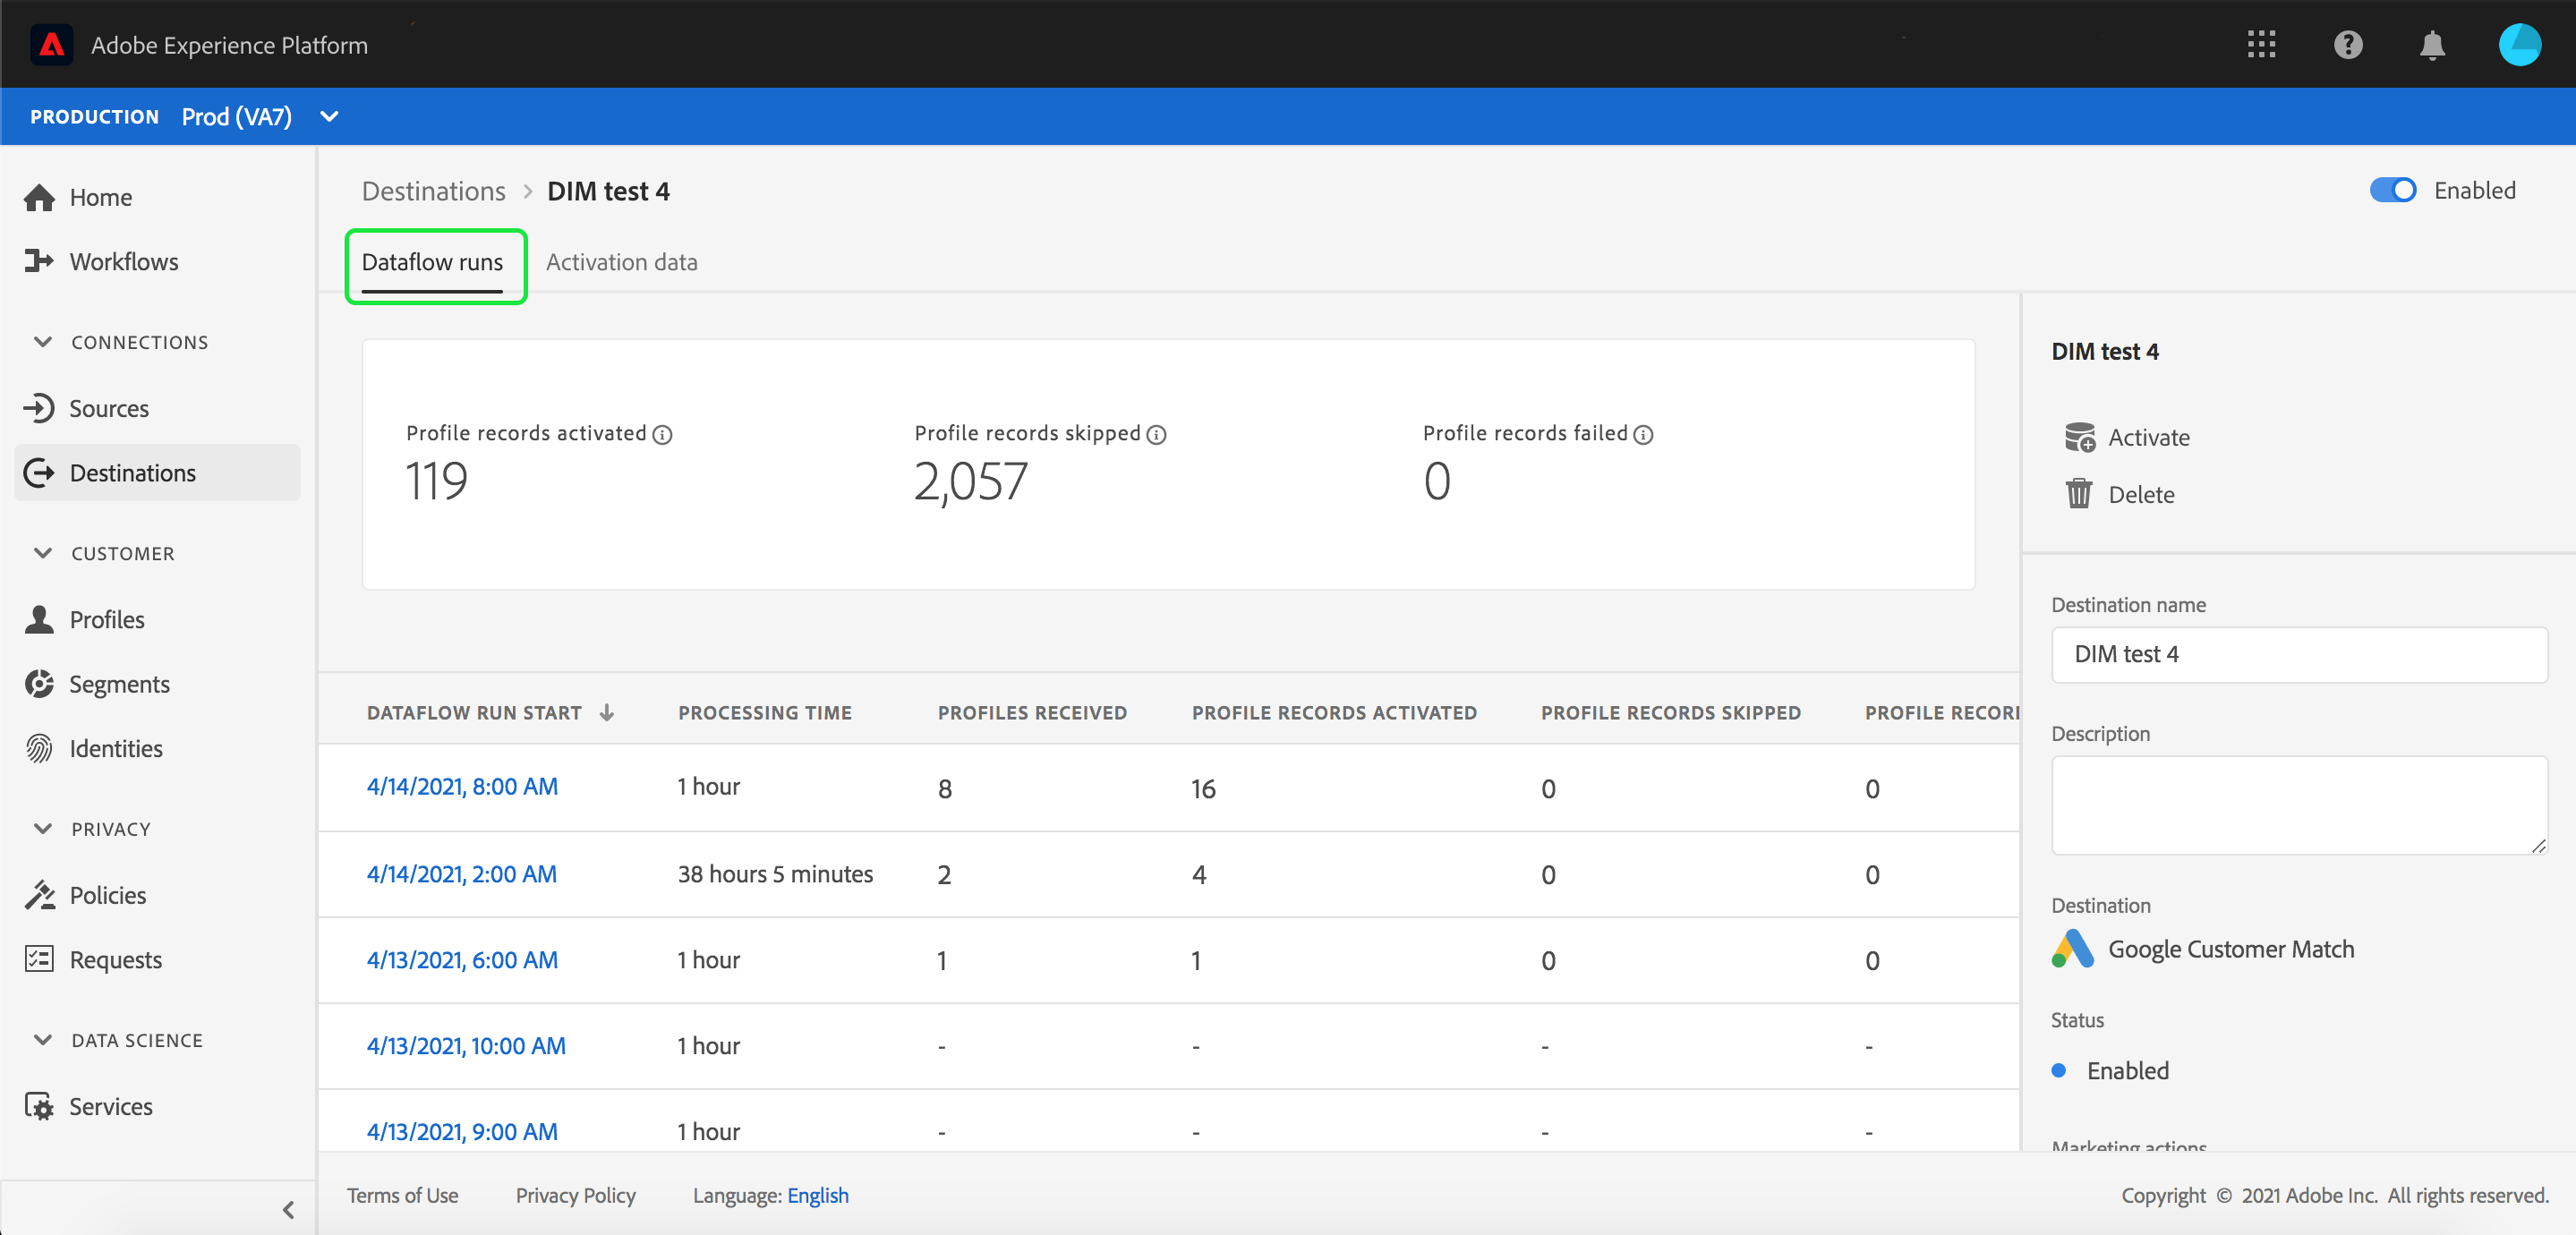 Adobe Experience Platform
PRODUCTION Prod (VA7)
Home
Workflows
CONNECTIONS
Sources
Destinations
CUSTOMER
Profiles
Segments
Identities
PRIVACY
Policies
Requests
DATA SCIENCE
Services
Destinations > DIM test 4
Enabled
Dataflow runs Activation data
Profile records activated Profile records skipped Profile records failed
119 2,057 0
DATAFLOW RUN START PROCESSING TIME PROFILES RECEIVED PROFILE RECORDS ACTIVATED PROFILE RECORDS SKIPPED PROFILE RECOR
4/14/2021, 8:00 AM 1 hour 8 16 0 0
4/14/2021, 2:00 AM 38 hours 5 minutes 2 4 0 0
4/13/2021, 6:00 AM 1 hour 1 1 0 0
4/13/2021, 10:00 AM 1 hour - - - -
4/13/2021, 9:00 AM 1 hour - - - -
DIM test 4
Activate
Delete
Destination name
DIM test 4
Description
Destination
Google Customer Match
Status
Enabled
Marketing actions
Terms of Use Privacy Policy Language: English
Copyright © 2021 Adobe Inc. All rights reserved.